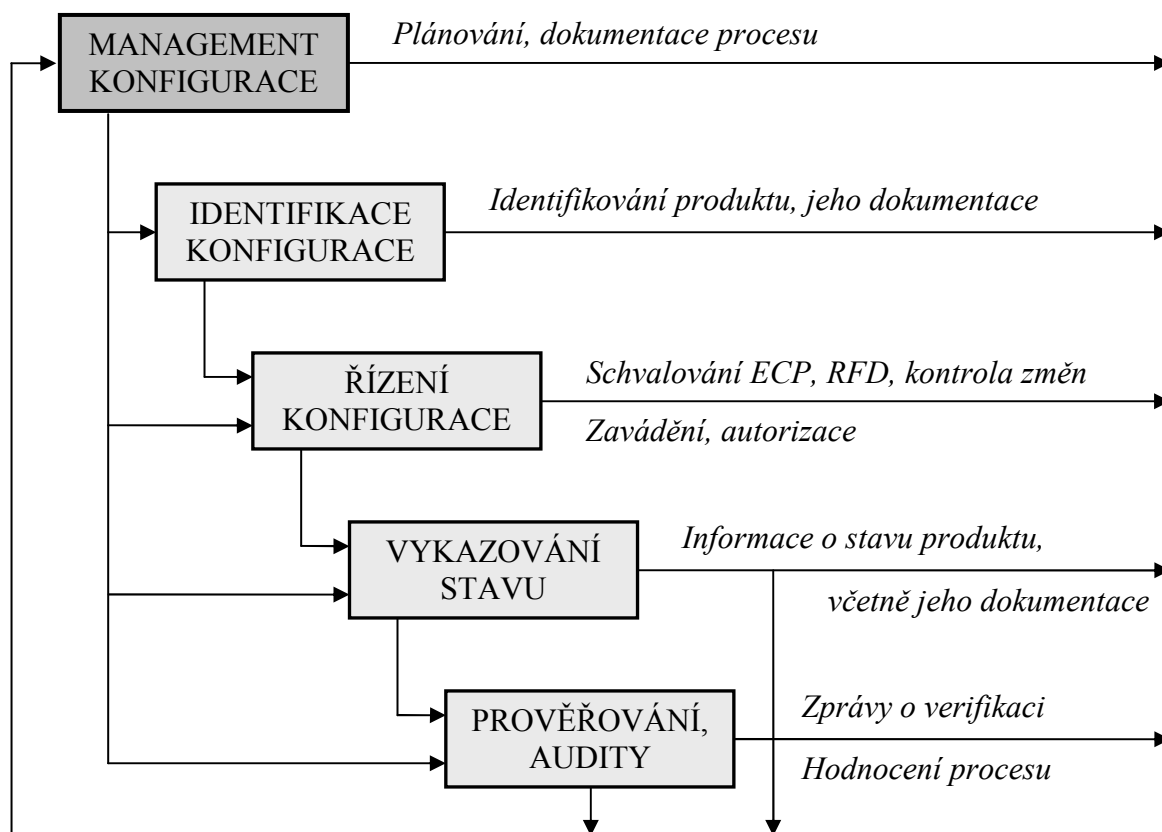 MANAGEMENT
KONFIGURACE
Plánování, dokumentace procesu
IDENTIFIKACE
KONFIGURACE
Identifikování produktu, jeho dokumentace
ŘÍZENÍ
KONFIGURACE
Schvalování ECP, RFD, kontrola změn
Zavádění, autorizace
VYKAZOVÁNÍ
STAVU
Informace o stavu produktu,
včetně jeho dokumentace
PROVĚŘOVÁNÍ,
AUDITY
Zprávy o verifikaci
Hodnocení procesu